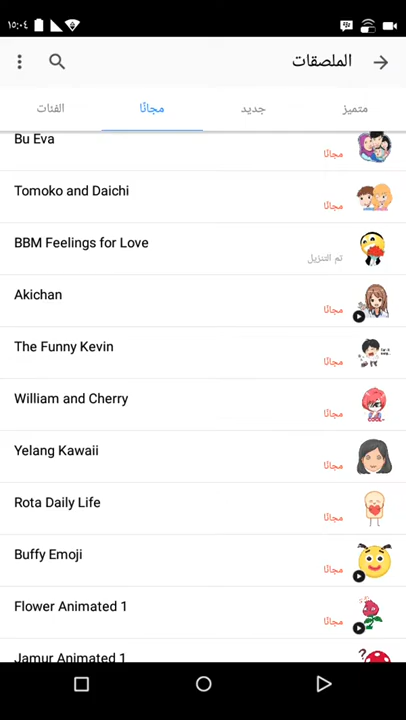 ١٥:٠٤
الملصقات
متميز
جديد
مجانًا
الفئات
Bu Eva
مجانًا
Tomoko and Daichi
مجانًا
BBM Feelings for Love
تم التنزيل
Akichan
مجانًا
The Funny Kevin
مجانًا
William and Cherry
مجانًا
COOL
Yelang Kawaii
مجانًا
Rota Daily Life
مجانًا
Buffy Emoji
مجانًا
Flower Animated 1
مجانًا
Jamur Animated 1
?